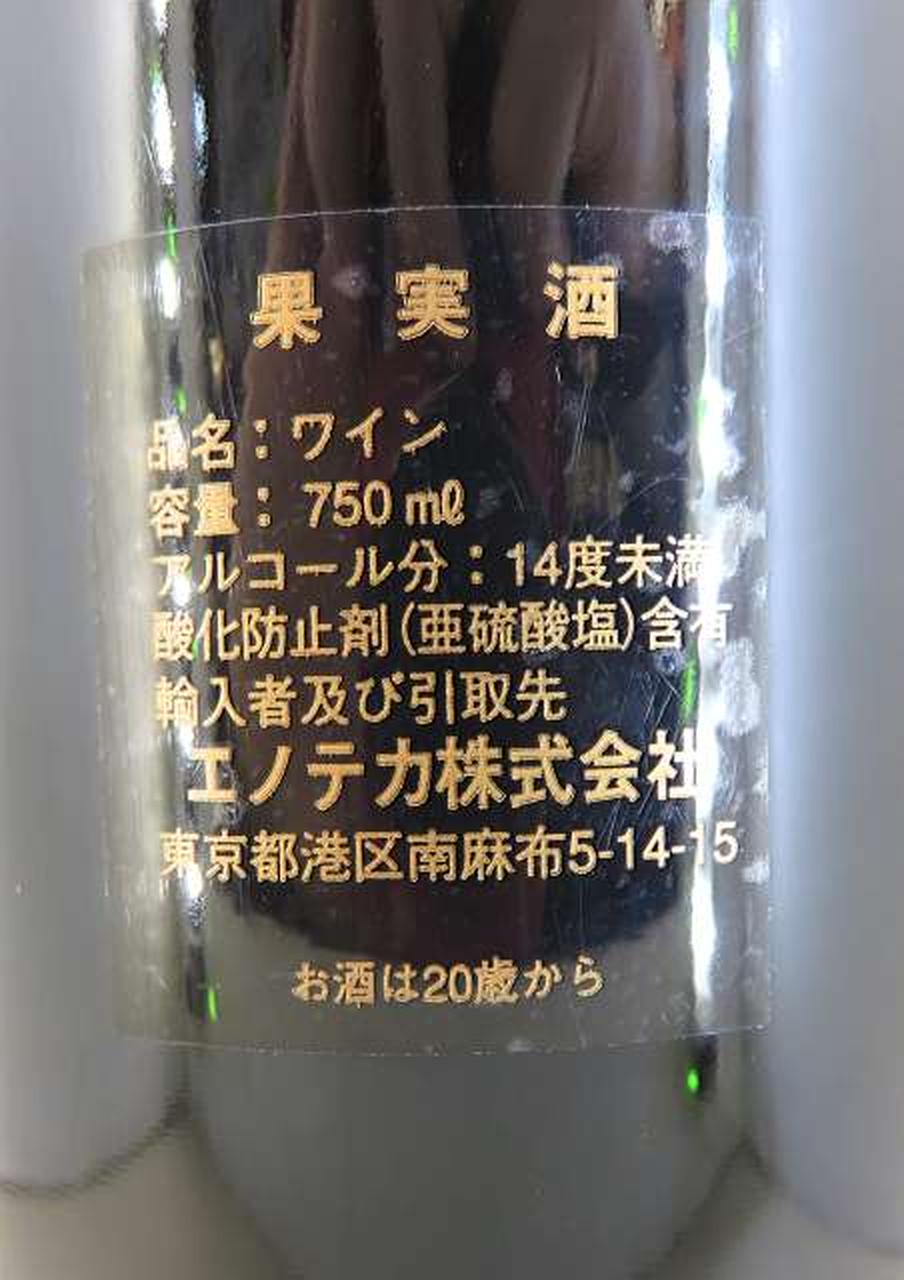 果実酒
品名：ワイン
容量：750㎖
アルコール分：14度未満
酸化防止剤(亜硫酸塩)含有
輸入者及び引取先
エノテカ株式会社
東京都港区南麻布5-14-15
お酒は20歳から